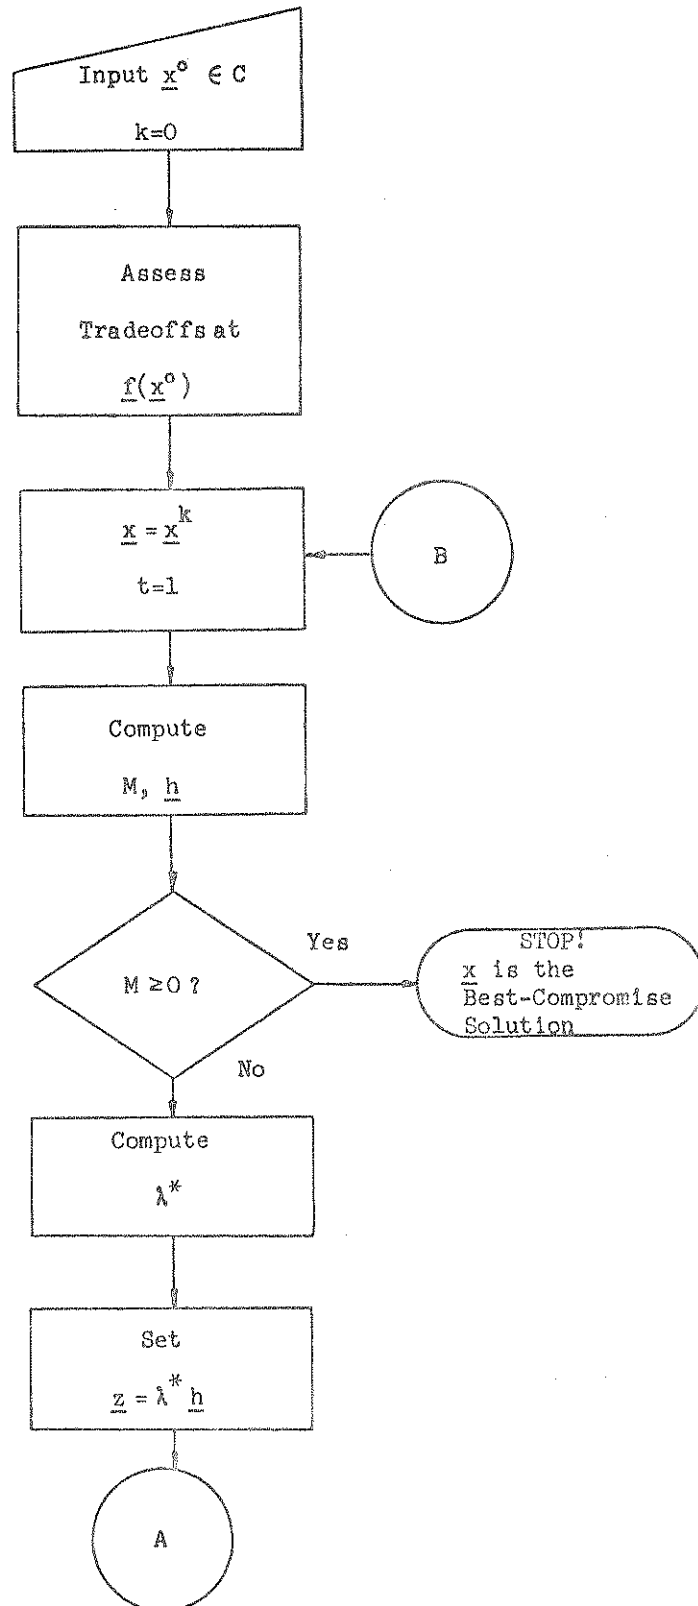 Input x° ∈ C
k=0
Assess
Tradeoffs at
f(x°)
x = x^k
t=1
B
Compute
M, h
M ≥0 ?
Yes
STOP!
x is the
Best-Compromise
Solution
No
Compute
λ*
Set
z = λ* h
A